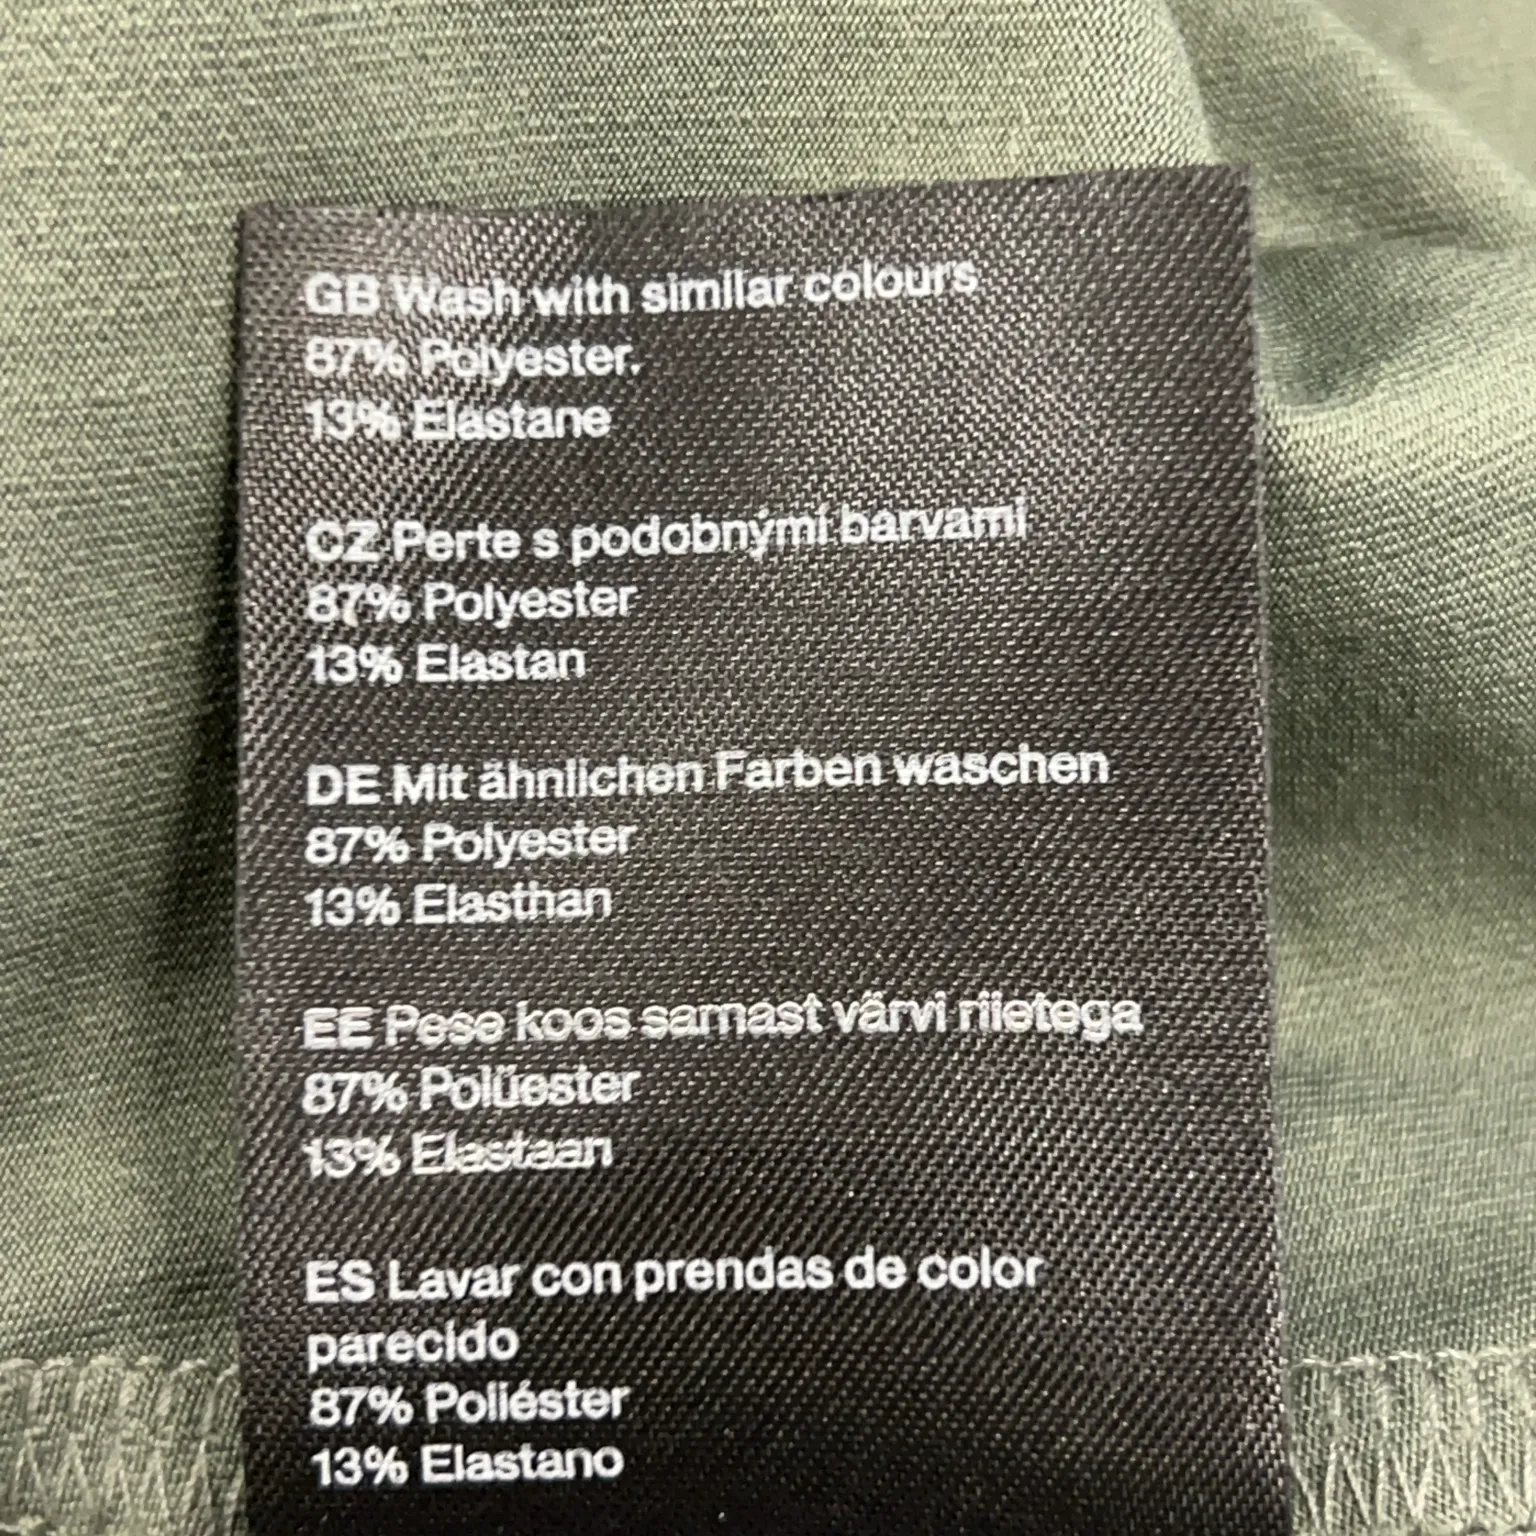 GB Wash with similar colours
87% Polyester.
13% Elastane
CZ Perte s podobnými barvami
87% Polyester
13% Elastan
DE Mit ähnlichen Farben waschen
87% Polyester
13% Elasthan
EE Pese koos samast värvi riietega
87% Polüester
13% Elastaan
ES Lavar con prendas de color
parecido
87% Poliéster
13% Elastano